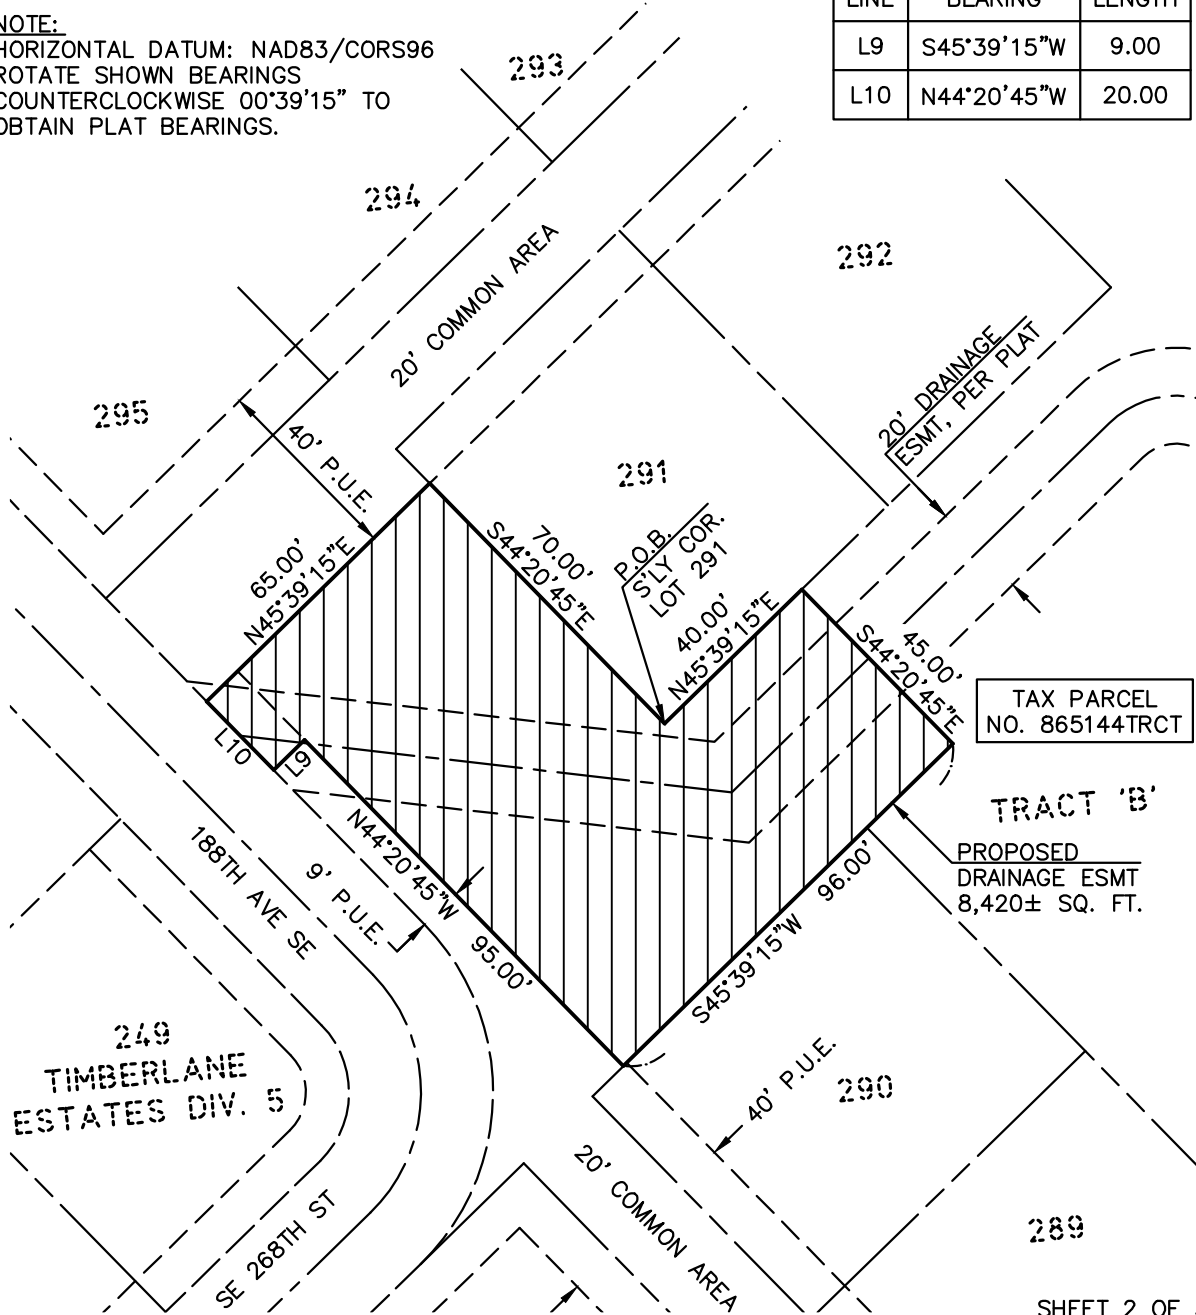 NOTE:
HORIZONTAL DATUM: NAD83/CORS96
ROTATE SHOWN BEARINGS
COUNTERCLOCKWISE 00°39'15" TO
OBTAIN PLAT BEARINGS.
LINE BEARING LENGTH
L9 S45°39'15"W 9.00
L10 N44°20'45"W 20.00
293
294
292
20' COMMON AREA
295
40' P.U.E.
291
20' DRAINAGE
ESMT, PER PLAT
65.00'
N45°39'15"E
70.00'
S44°20'45"E
P.O.B.
S'LY COR.
LOT 291
40.00'
N45°39'15"E
45.00'
S44°20'45"E
TAX PARCEL
NO. 865144TRCT
L10
L9
TRACT 'B'
N44°20'45"W
95.00'
PROPOSED
DRAINAGE ESMT
8,420± SQ. FT.
188TH AVE SE
9' P.U.E.
96.00'
S45°39'15"W
249
TIMBERLANE
ESTATES DIV. 5
40' P.U.E.
290
20' COMMON AREA
SE 268TH ST
289
SHEET 2 OF